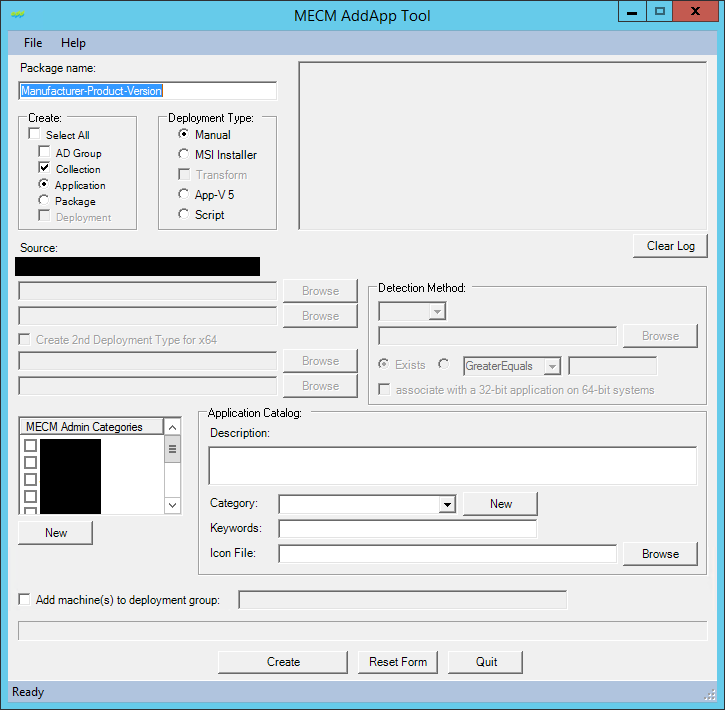 MECM AddApp Tool
File Help
Package name:
Manufacturer-Product-Version
Create:
Select All
AD Group
Collection
Application
Package
Deployment
Deployment Type:
Manual
MSI Installer
Transform
App-V 5
Script
Clear Log
Source:
Browse
Browse
Create 2nd Deployment Type for x64
Browse
Browse
Detection Method:
Browse
Exists
GreaterEquals
associate with a 32-bit application on 64-bit systems
MECM Admin Categories
New
Application Catalog:
Description:
Category:
New
Keywords:
Icon File:
Browse
Add machine(s) to deployment group:
Create
Reset Form
Quit
Ready